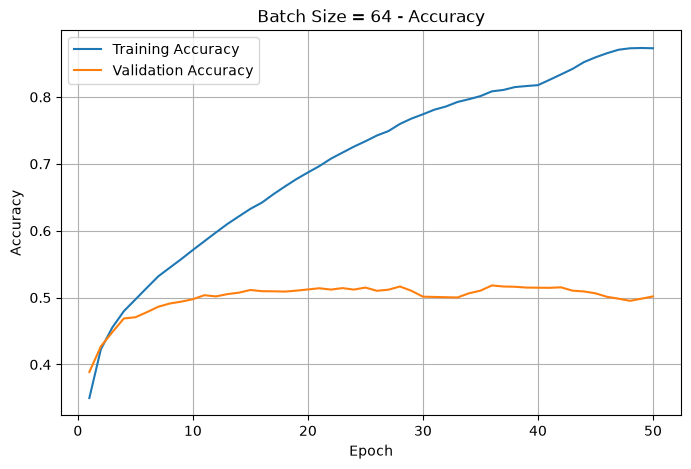 Batch Size = 64 - Accuracy
Training Accuracy
Validation Accuracy
0.8
0.7
0.6
0.5
0.4
Accuracy
0 10 20 30 40 50
Epoch